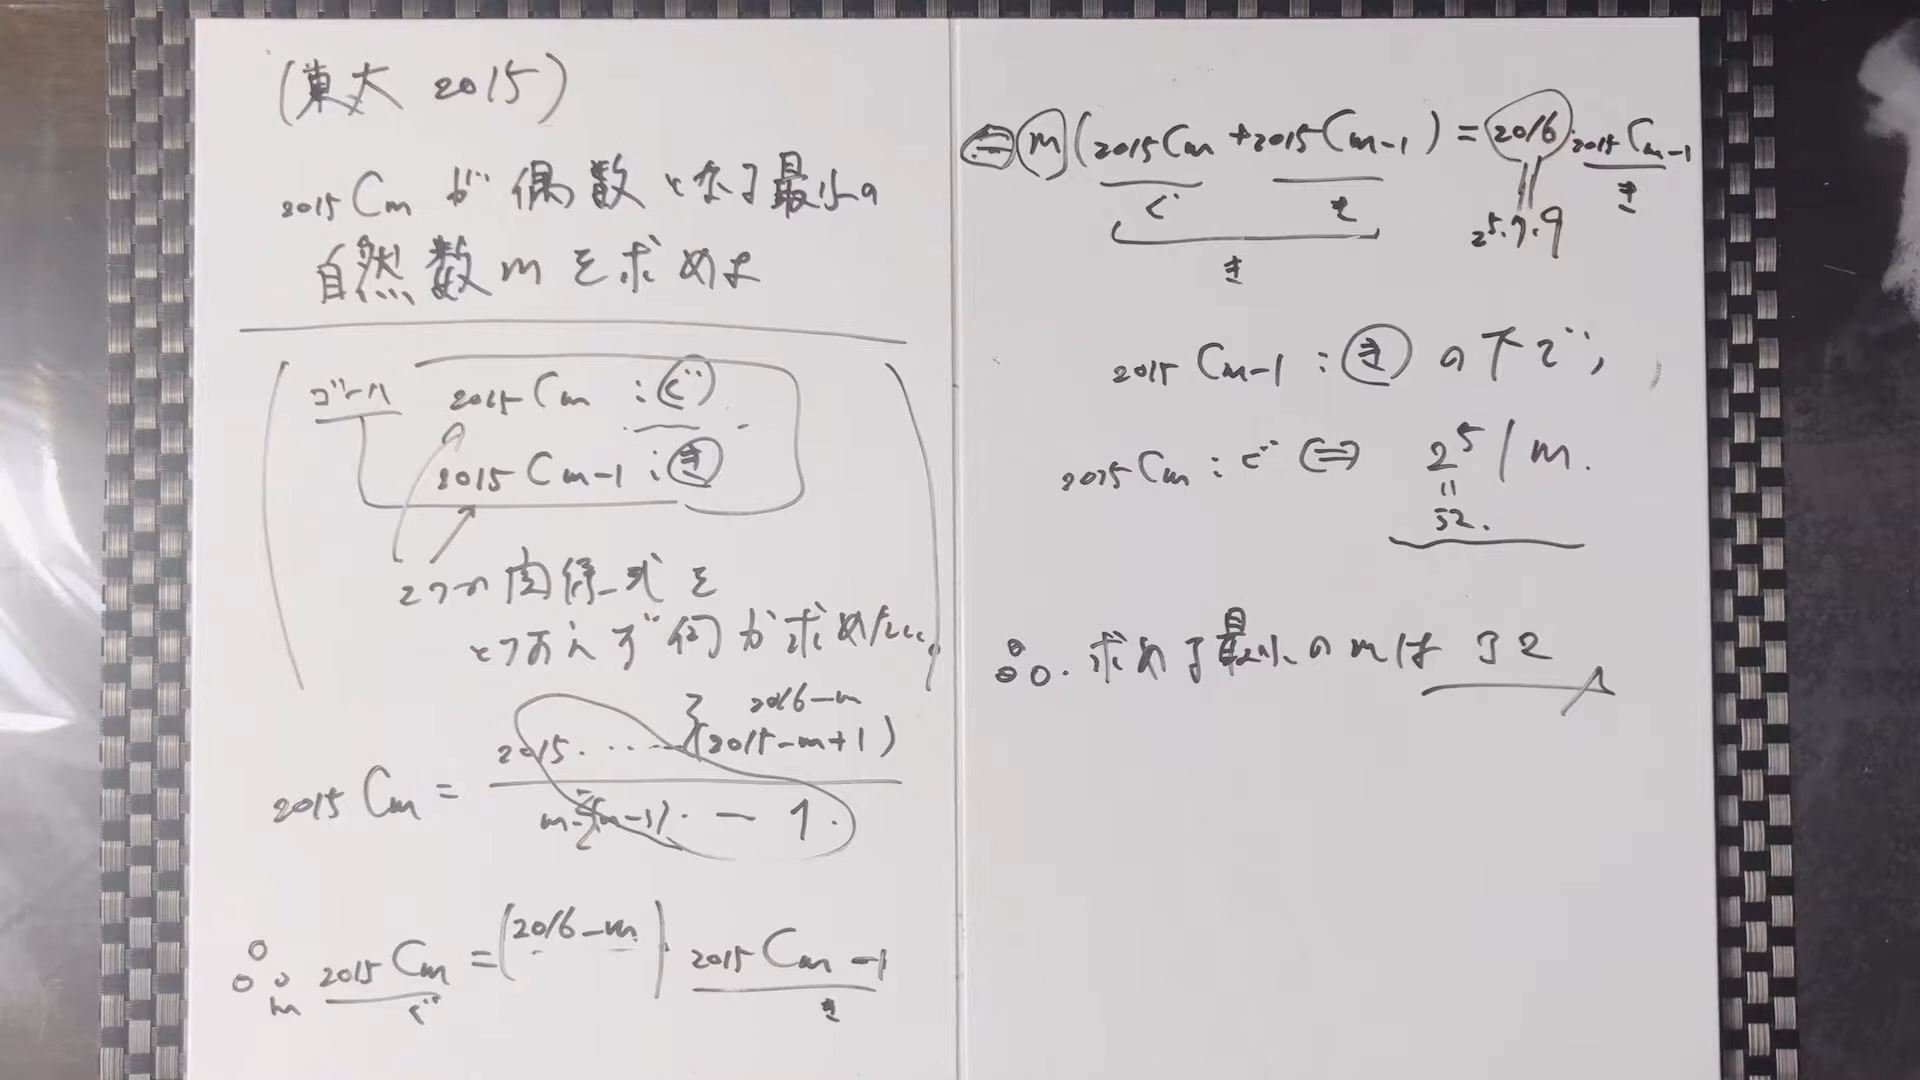 (東大 2015)
2015Cm が 偶数 となる最小の
自然数 m を求めよ
ゴール 2015Cm : ぐ
2015Cm-1 : き
2つの関係式を
とりあえず何か求めたい。
2016-m
2015. ‥‥ (2015-m+1)
2015Cm =
m (m-1) . - 1 .
∴ m 2015Cm = (2016-m) . 2015Cm-1
ぐ き
⇔ m (2015Cm + 2015Cm-1) = 2016 . 2015Cm-1
ぐ き き
2^5.7.9
き
2015Cm-1 : き の下で,
2015Cm : ぐ ⇔ 2^5 | m.
"
32.
∴ 求める最小の m は 32